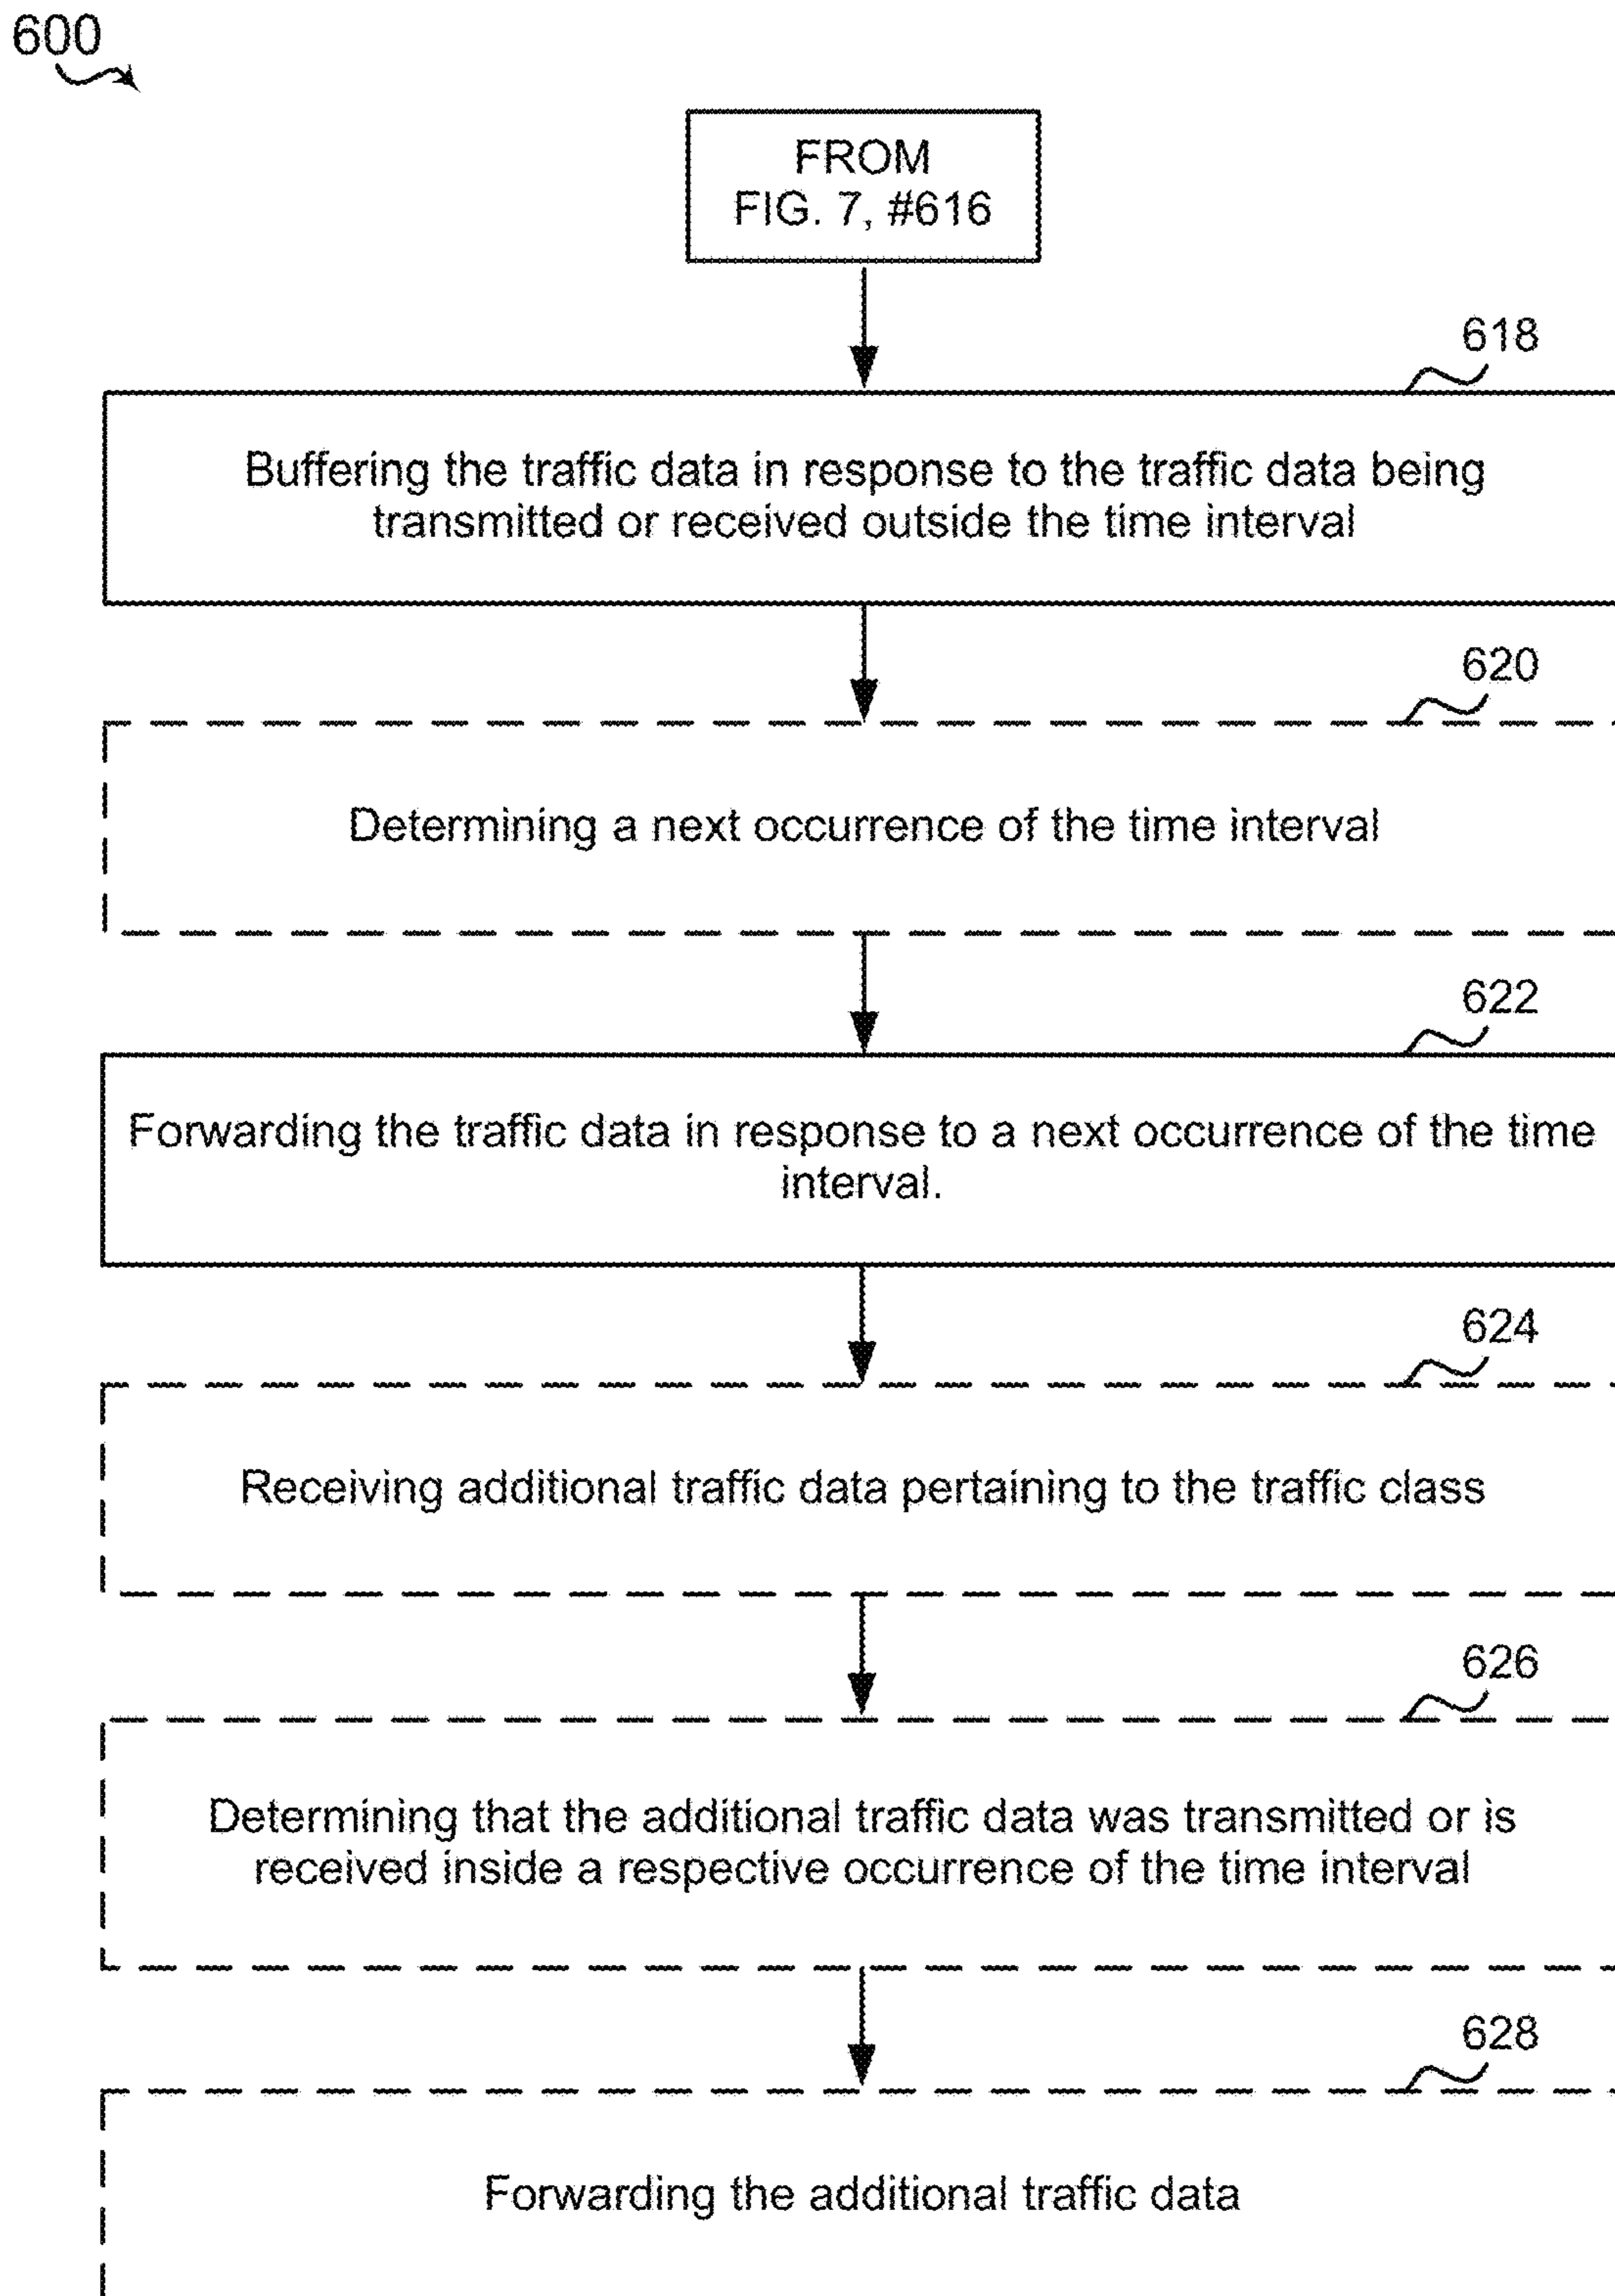 600
FROM
FIG. 7, #616
618
Buffering the traffic data in response to the traffic data being
transmitted or received outside the time interval
620
Determining a next occurrence of the time interval
622
Forwarding the traffic data in response to a next occurrence of the time
interval.
624
Receiving additional traffic data pertaining to the traffic class
626
Determining that the additional traffic data was transmitted or is
received inside a respective occurrence of the time interval
628
Forwarding the additional traffic data